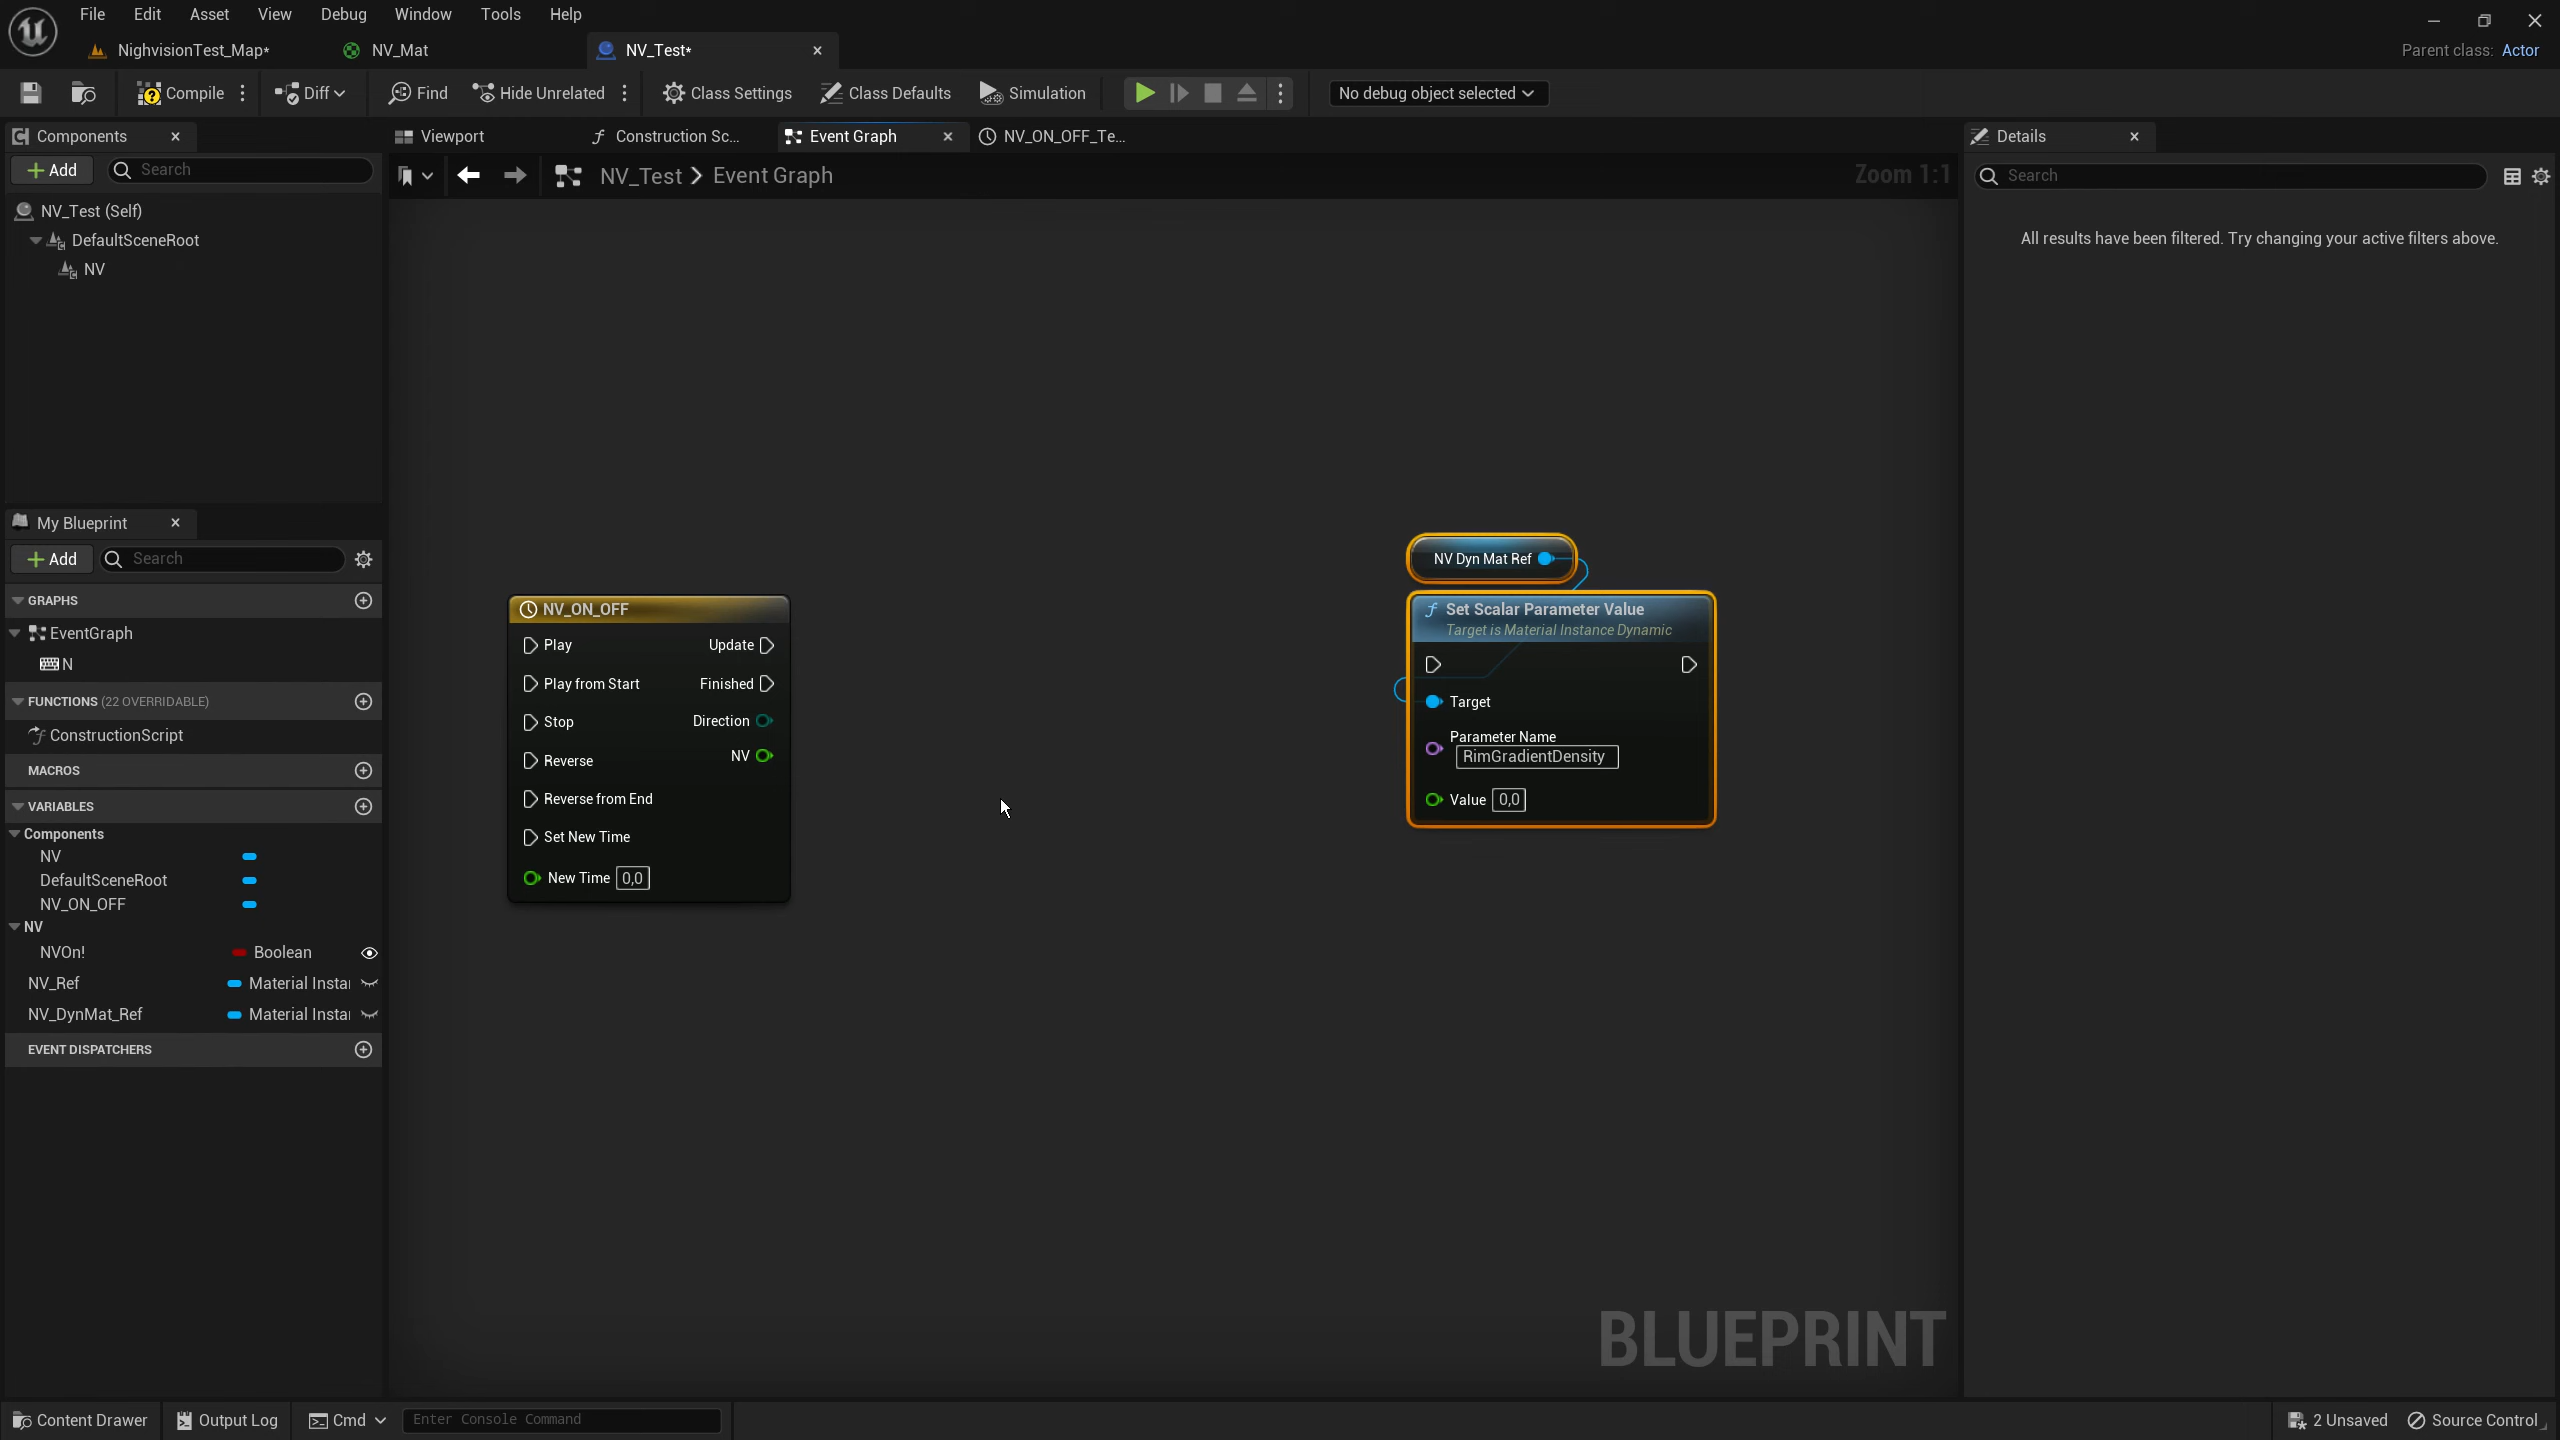 File Edit Asset View Debug Window Tools Help
NighvisionTest_Map* NV_Mat NV_Test* Parent class: Actor
Compile Diff Find Hide Unrelated Class Settings Class Defaults Simulation No debug object selected
Components Viewport Construction Sc... Event Graph NV_ON_OFF_Te... Details
Add Search NV_Test Event Graph Zoom 1:1 Search
NV_Test (Self)
All results have been filtered. Try changing your active filters above.
DefaultSceneRoot
NV
My Blueprint
Add Search
GRAPHS
EventGraph
N
FUNCTIONS (22 OVERRIDABLE)
ConstructionScript
MACROS
VARIABLES
Components
NV
DefaultSceneRoot
NV_ON_OFF
NV
NVOn! Boolean
NV_Ref Material Insta
NV_DynMat_Ref Material Insta
EVENT DISPATCHERS
NV_ON_OFF
Play Update
Play from Start Finished
Stop Direction
Reverse NV
Reverse from End
Set New Time
New Time 0,0
NV Dyn Mat Ref
Set Scalar Parameter Value
Target is Material Instance Dynamic
Target
Parameter Name
RimGradientDensity
Value 0,0
BLUEPRINT
Content Drawer Output Log Cmd Enter Console Command 2 Unsaved Source Control